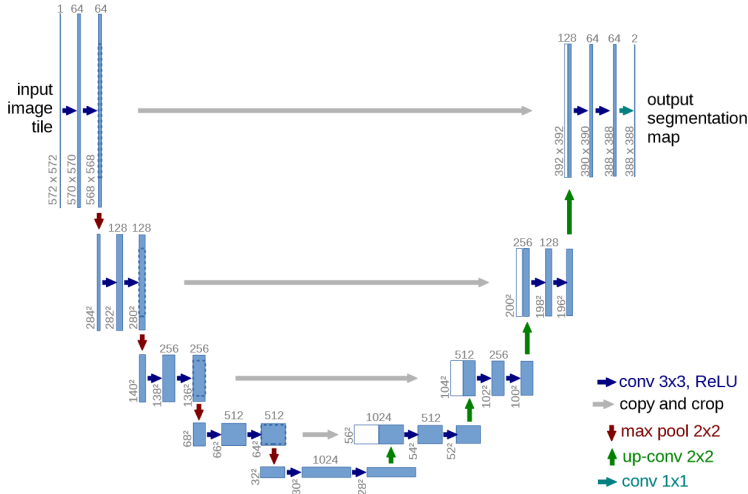 1 64 64
input
image
tile
572 x 572
570 x 570
568 x 568
128 64 64 2
output
segmentation
map
392 x 392
390 x 390
388 x 388
388 x 388
128 128
284²
282²
280²
256 128
200²
198²
196²
256 256
140²
138²
136²
512 256
104²
102²
100²
512 512
68²
66²
64²
1024 512
56²
54²
52²
1024
32²
30²
28²
conv 3x3, ReLU
copy and crop
max pool 2x2
up-conv 2x2
conv 1x1